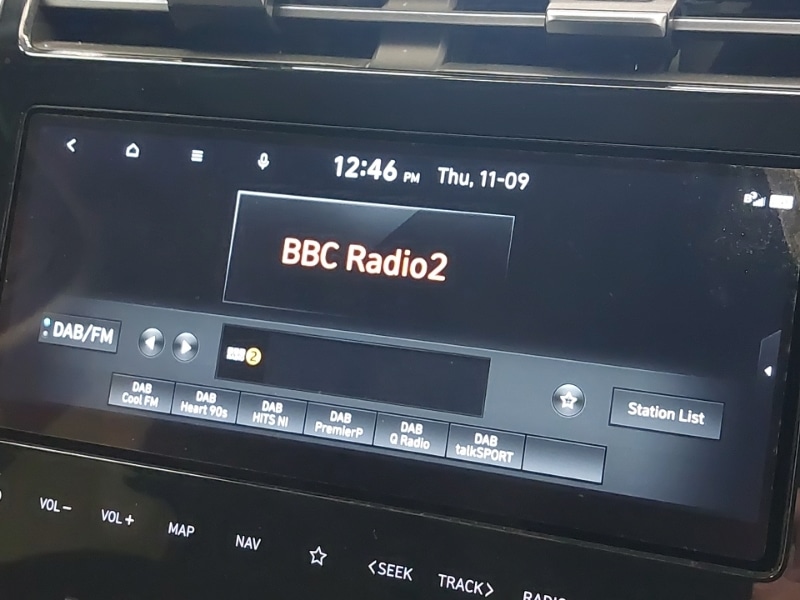 12:46 PM Thu, 11-09
BBC Radio2
DAB/FM
2
Station List
DAB
Cool FM
DAB
Heart 90s
DAB
HITS NI
DAB
PremierP
DAB
Q Radio
DAB
talkSPORT
VOL−
VOL+
MAP
NAV
<SEEK
TRACK>